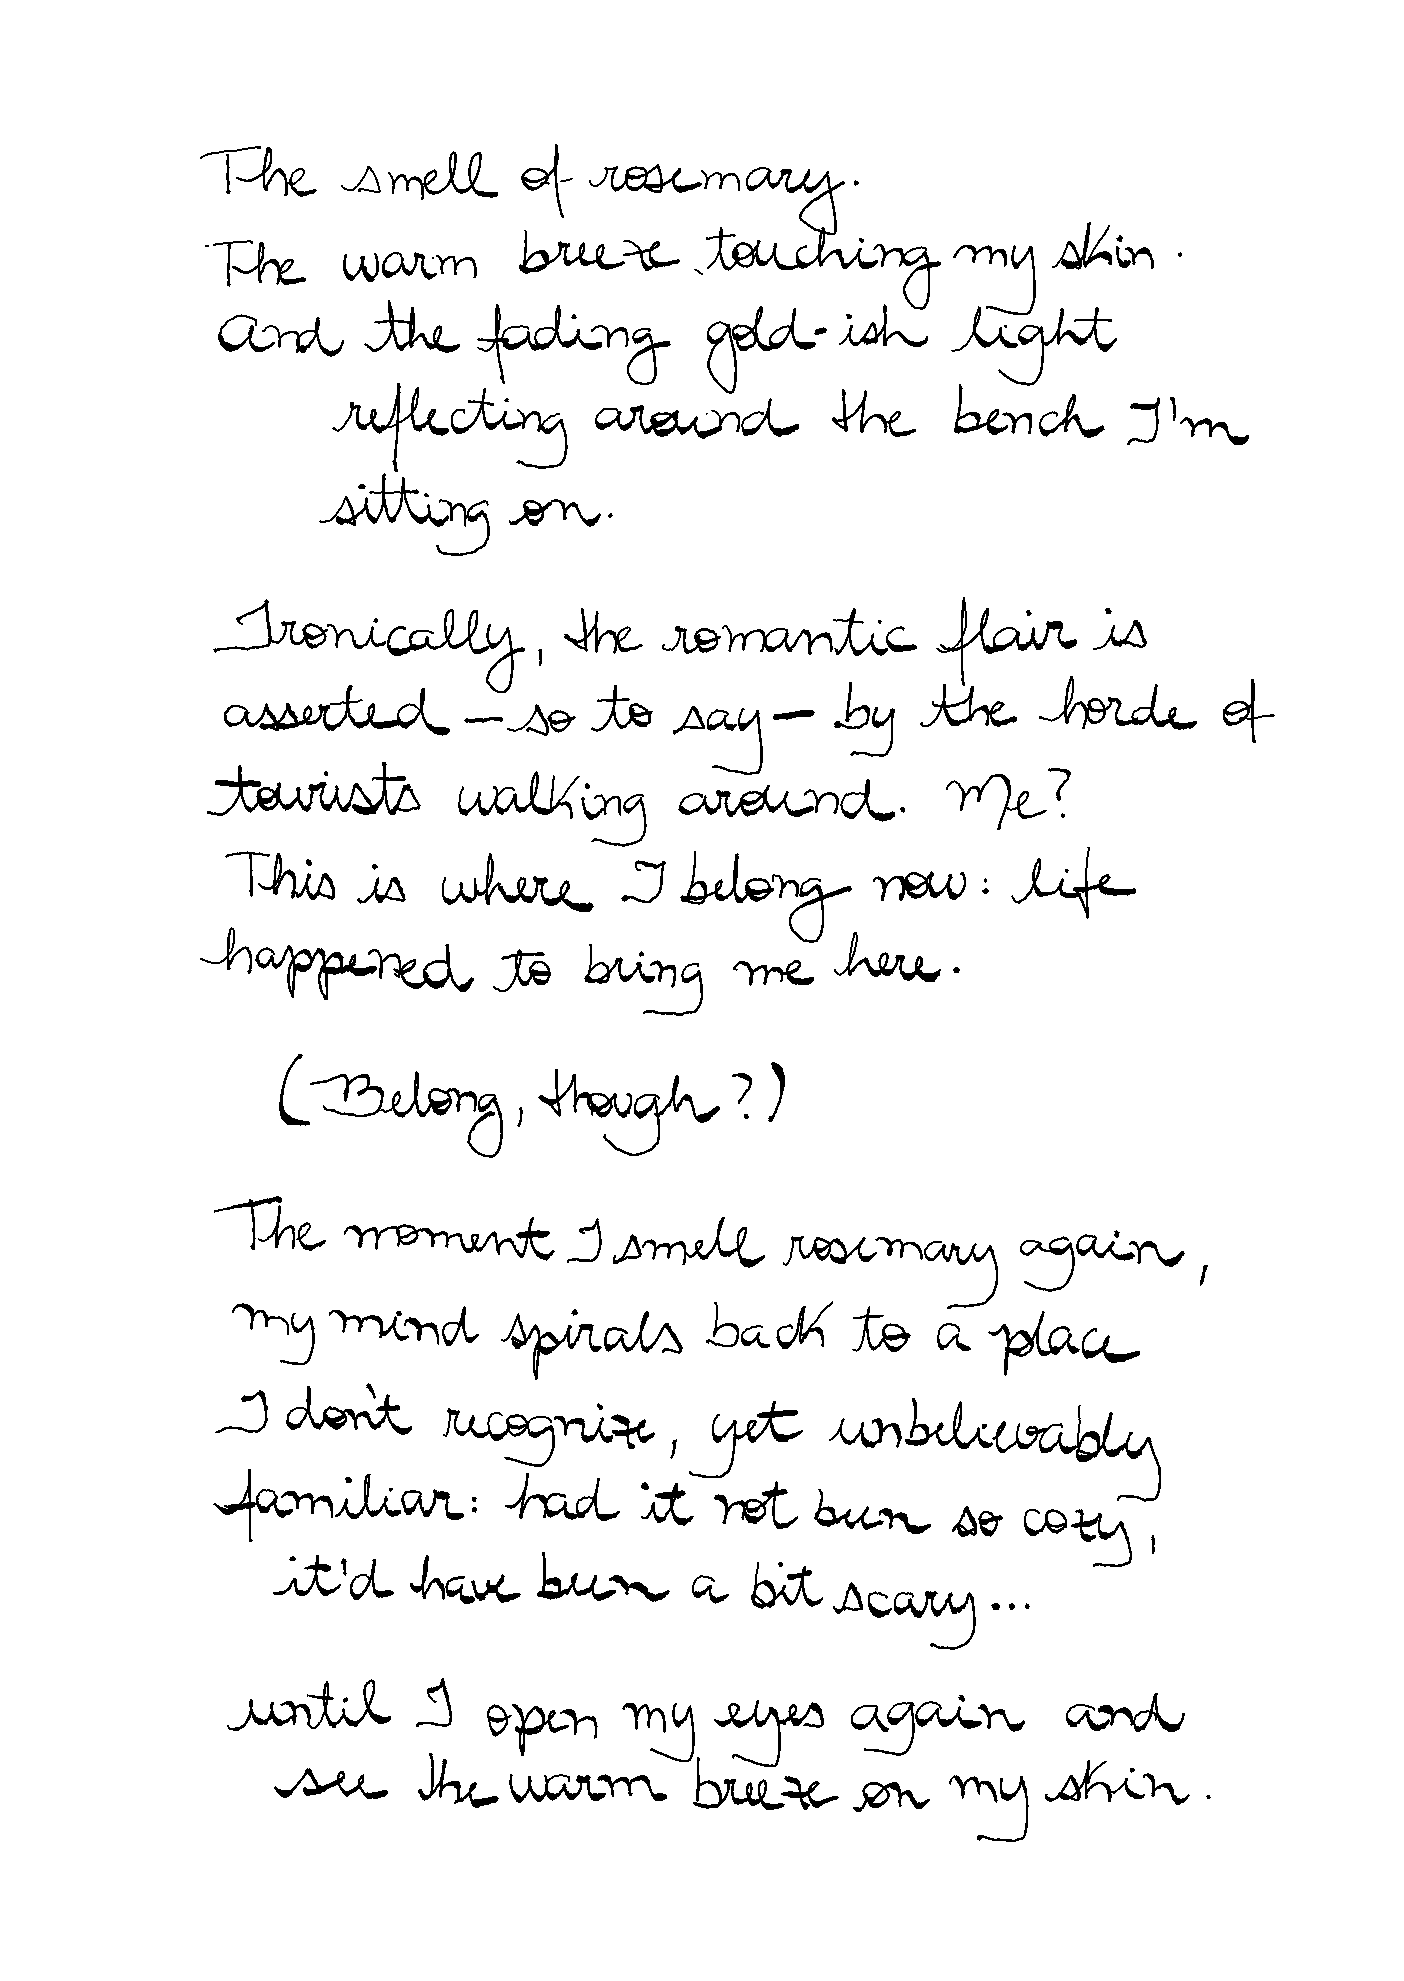 The smell of rosemary.
The warm breeze touching my skin.
And the fading gold-ish light
reflecting around the bench I'm
sitting on.
Ironically, the romantic flair is
asserted – so to say – by the horde of
tourists walking around. Me?
This is where I belong now: life
happened to bring me here.
(Belong, though?)
The moment I smell rosemary again,
my mind spirals back to a place
I don't recognize, yet unbelievably
familiar: had it not been so cozy,
it'd have been a bit scary...
until I open my eyes again and
see the warm breeze on my skin.